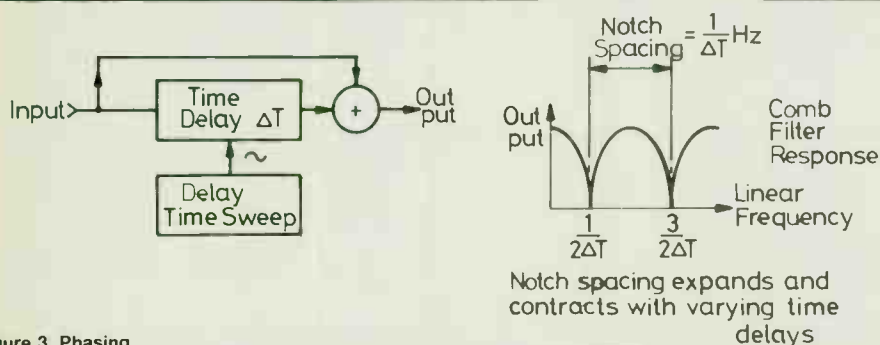 Input
Time
Delay ΔT
+
Out
put
~
Delay
Time Sweep
Notch
Spacing = 1/ΔT Hz
Out
put
Comb
Filter
Response
Linear
Frequency
1/2ΔT
3/2ΔT
Notch spacing expands and
contracts with varying time
delays
Figure 3. Phasing